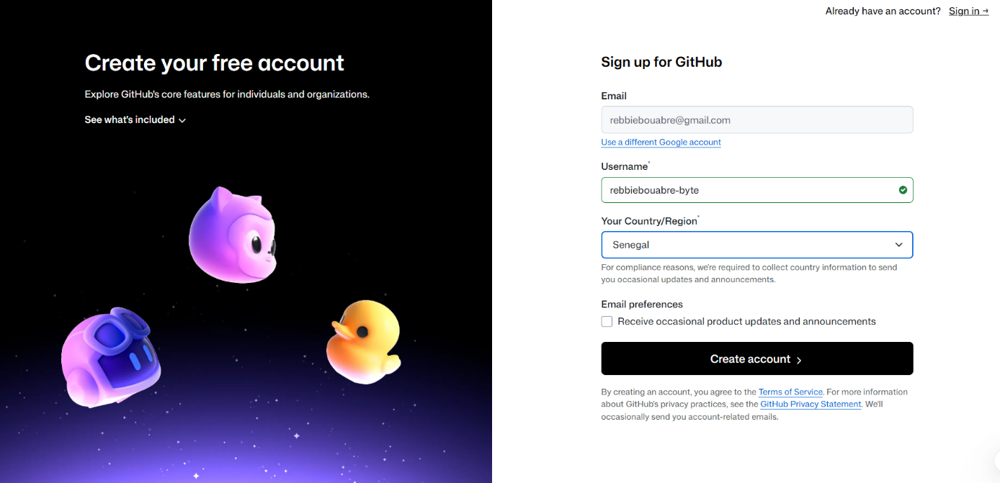 Already have an account? Sign in →
Create your free account
Explore GitHub's core features for individuals and organizations.
See what's included
Sign up for GitHub
Email
rebbiebouabre@gmail.com
Use a different Google account
Username*
rebbiebouabre-byte
Your Country/Region*
Senegal
For compliance reasons, we're required to collect country information to send
you occasional updates and announcements.
Email preferences
Receive occasional product updates and announcements
Create account
By creating an account, you agree to the Terms of Service. For more information
about GitHub's privacy practices, see the GitHub Privacy Statement. We'll
occasionally send you account-related emails.